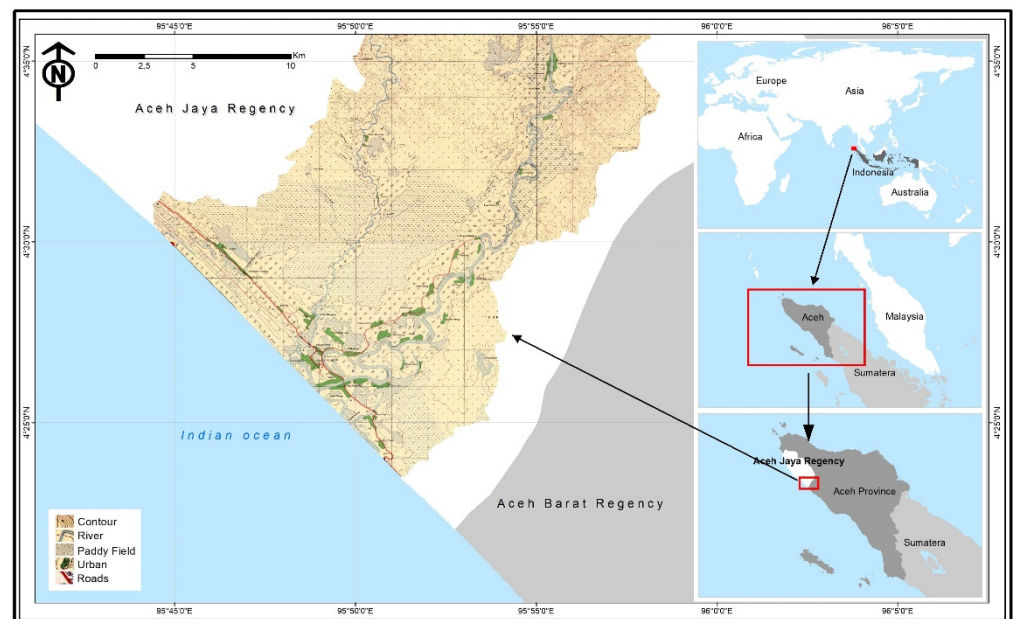 95°45'0"E
95°50'0"E
95°55'0"E
96°0'0"E
96°5'0"E
N
0 2.5 5 10
Km
4°35'0"N
4°35'0"N
Aceh Jaya Regency
4°30'0"N
4°30'0"N
4°25'0"N
4°25'0"N
Indian ocean
Aceh Barat Regency
Contour
River
Paddy Field
Urban
Roads
Europe
Asia
Africa
Indonesia
Australia
Aceh
Malaysia
Sumatera
Aceh Jaya Regency
Aceh Province
Sumatera
95°45'0"E
95°50'0"E
95°55'0"E
96°0'0"E
96°5'0"E